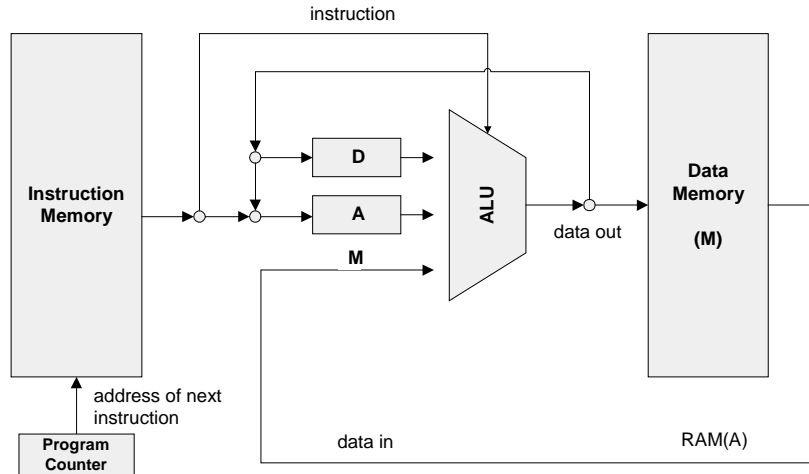 instruction
Instruction
Memory
D
A
M
ALU
data out
Data
Memory
(M)
address of next
instruction
Program
Counter
data in
RAM(A)